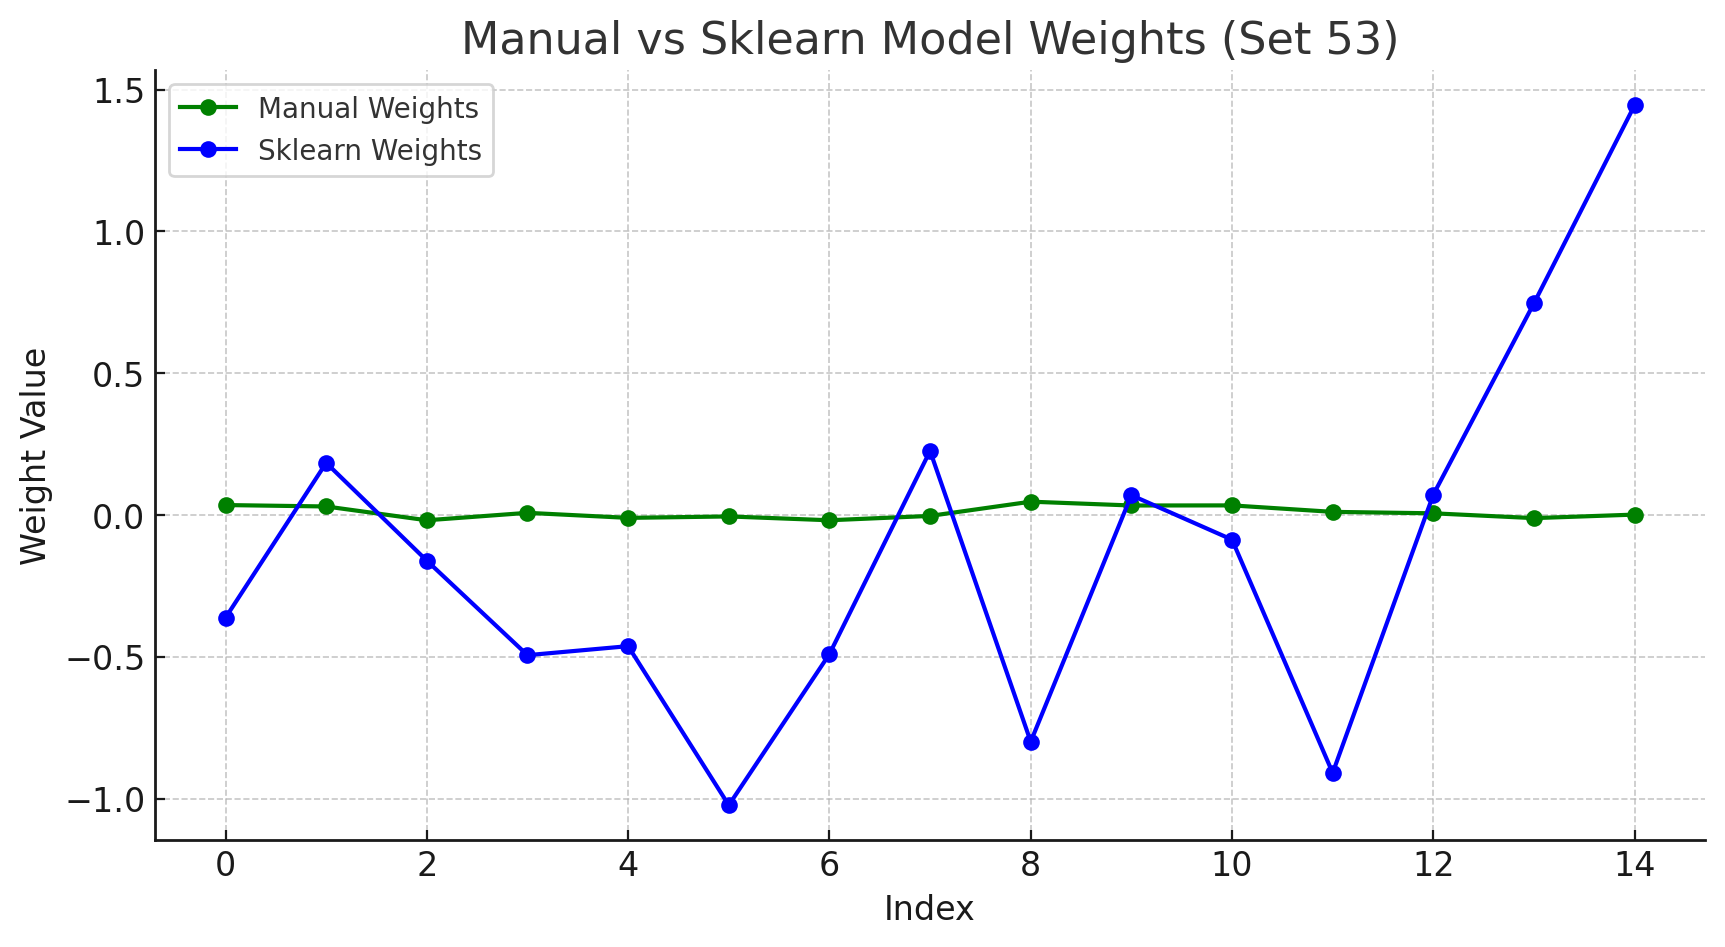 Manual vs Sklearn Model Weights (Set 53)
Manual Weights
Sklearn Weights
Weight Value
1.5
1.0
0.5
0.0
−0.5
−1.0
0 2 4 6 8 10 12 14
Index